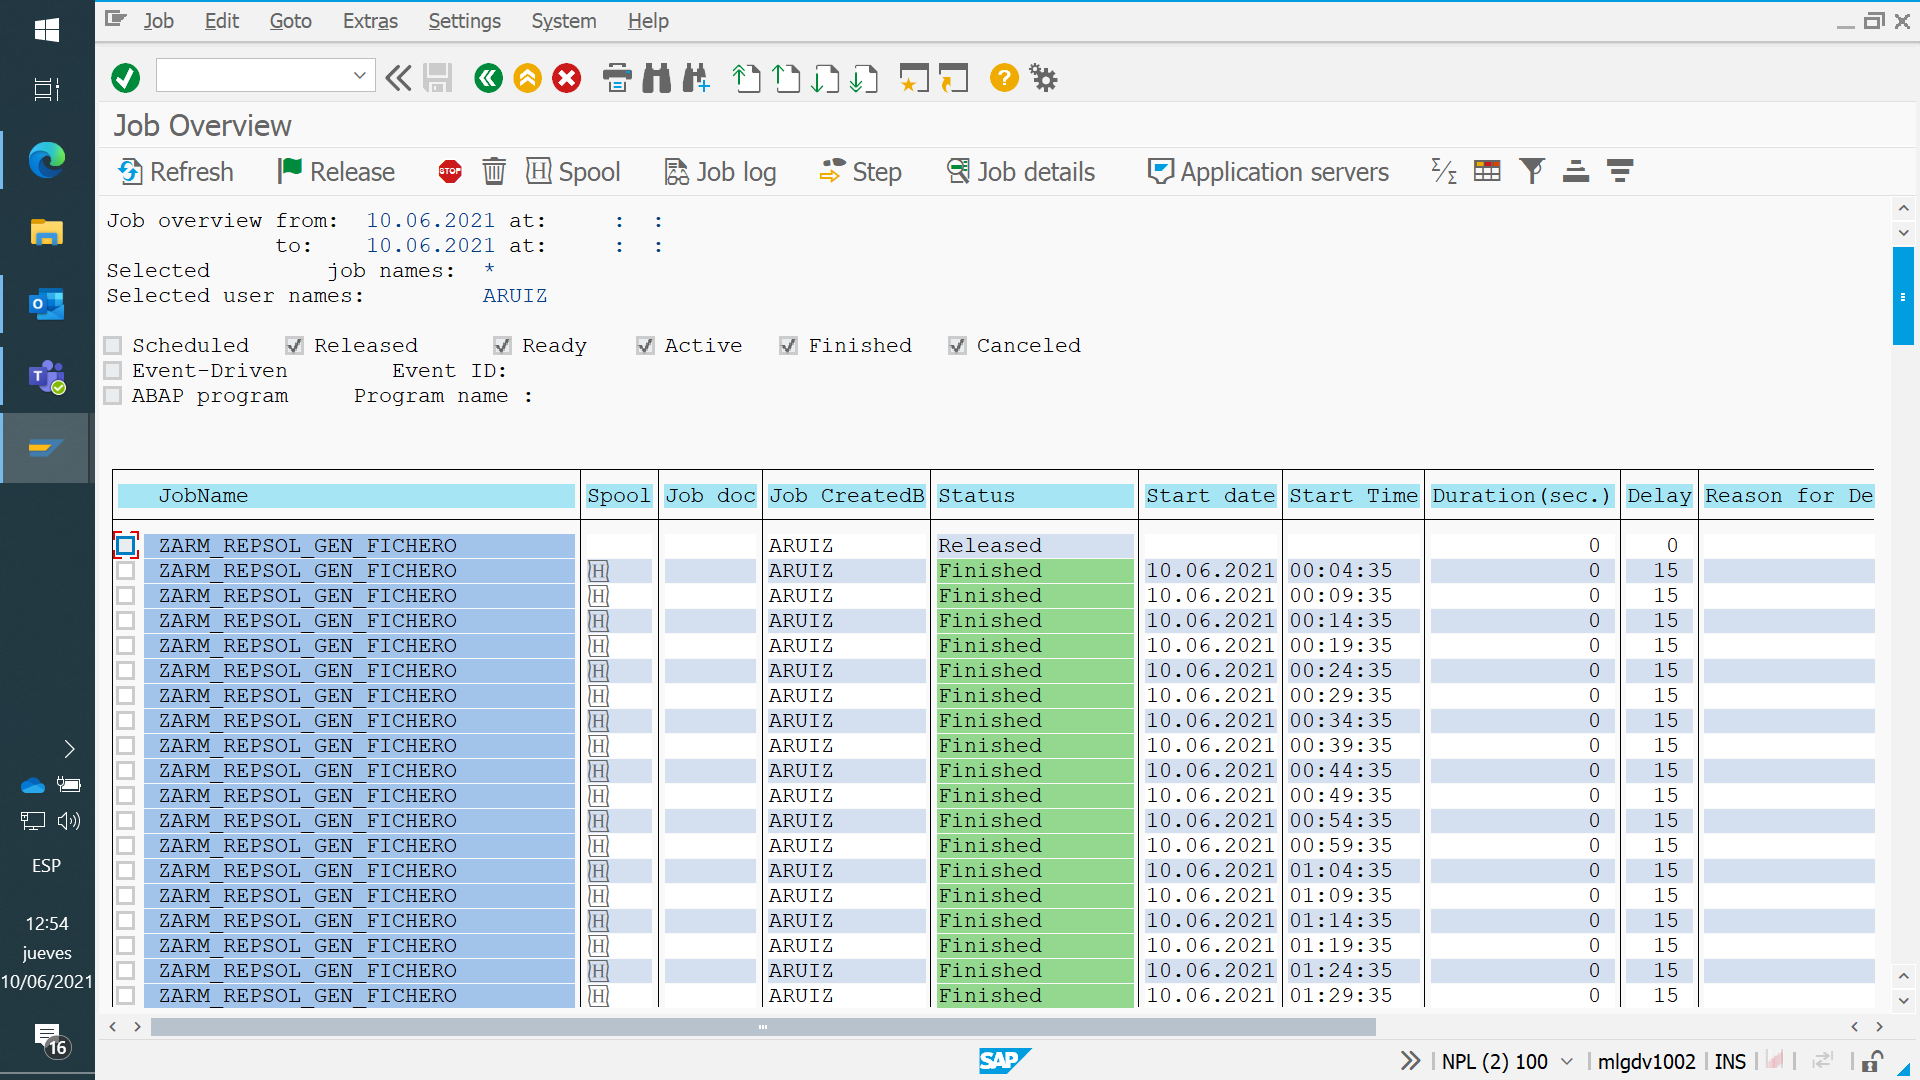 Job Edit Goto Extras Settings System Help
Job Overview
Refresh Release STOP Spool Job log Step Job details Application servers
Job overview from: 10.06.2021 at: : :
to: 10.06.2021 at: : :
Selected job names: *
Selected user names: ARUIZ
Scheduled Released Ready Active Finished Canceled
Event-Driven Event ID:
ABAP program Program name :
JobName Spool Job doc Job CreatedB Status Start date Start Time Duration(sec.) Delay Reason for De
ZARM_REPSOL_GEN_FICHERO ARUIZ Released 0 0
ZARM_REPSOL_GEN_FICHERO ARUIZ Finished 10.06.2021 00:04:35 0 15
ZARM_REPSOL_GEN_FICHERO ARUIZ Finished 10.06.2021 00:09:35 0 15
ZARM_REPSOL_GEN_FICHERO ARUIZ Finished 10.06.2021 00:14:35 0 15
ZARM_REPSOL_GEN_FICHERO ARUIZ Finished 10.06.2021 00:19:35 0 15
ZARM_REPSOL_GEN_FICHERO ARUIZ Finished 10.06.2021 00:24:35 0 15
ZARM_REPSOL_GEN_FICHERO ARUIZ Finished 10.06.2021 00:29:35 0 15
ZARM_REPSOL_GEN_FICHERO ARUIZ Finished 10.06.2021 00:34:35 0 15
ZARM_REPSOL_GEN_FICHERO ARUIZ Finished 10.06.2021 00:39:35 0 15
ZARM_REPSOL_GEN_FICHERO ARUIZ Finished 10.06.2021 00:44:35 0 15
ZARM_REPSOL_GEN_FICHERO ARUIZ Finished 10.06.2021 00:49:35 0 15
ZARM_REPSOL_GEN_FICHERO ARUIZ Finished 10.06.2021 00:54:35 0 15
ZARM_REPSOL_GEN_FICHERO ARUIZ Finished 10.06.2021 00:59:35 0 15
ZARM_REPSOL_GEN_FICHERO ARUIZ Finished 10.06.2021 01:04:35 0 15
ZARM_REPSOL_GEN_FICHERO ARUIZ Finished 10.06.2021 01:09:35 0 15
ZARM_REPSOL_GEN_FICHERO ARUIZ Finished 10.06.2021 01:14:35 0 15
ZARM_REPSOL_GEN_FICHERO ARUIZ Finished 10.06.2021 01:19:35 0 15
ZARM_REPSOL_GEN_FICHERO ARUIZ Finished 10.06.2021 01:24:35 0 15
ZARM_REPSOL_GEN_FICHERO ARUIZ Finished 10.06.2021 01:29:35 0 15
SAP NPL (2) 100 mlgdv1002 INS
ESP
12:54
jueves
10/06/2021
16